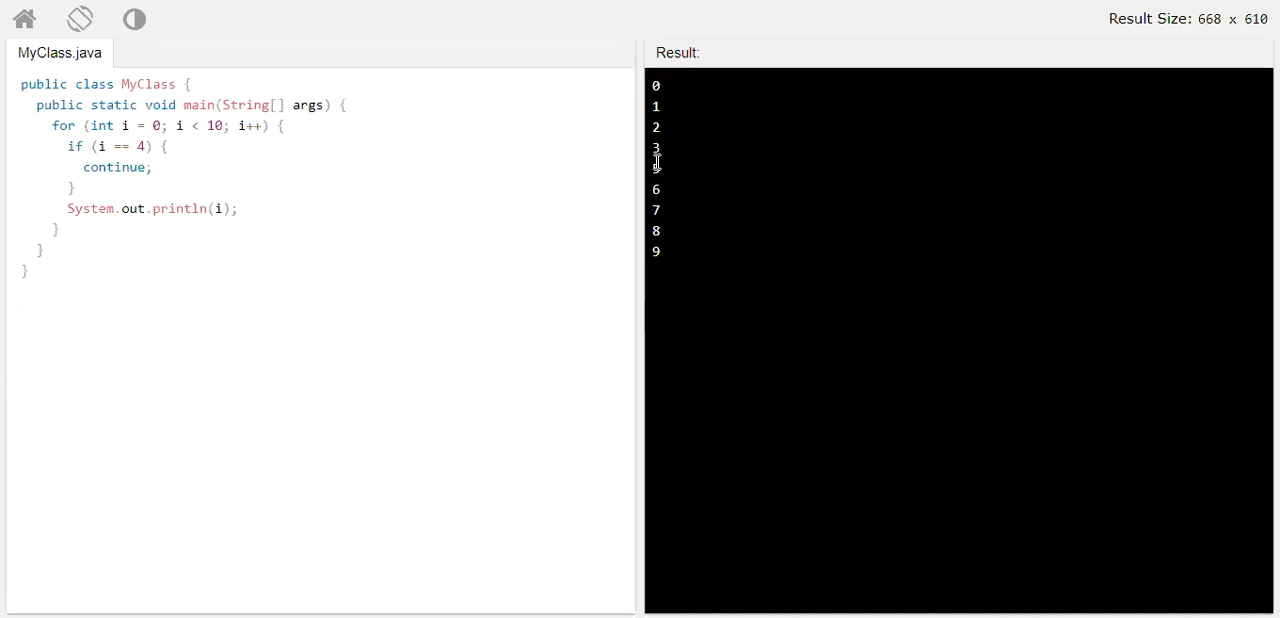 Result Size: 668 x 610
MyClass.java
public class MyClass {
  public static void main(String[] args) {
    for (int i = 0; i < 10; i++) {
      if (i == 4) {
        continue;
      }
      System.out.println(i);
    }
  }
}
Result:
0
1
2
3
5
6
7
8
9